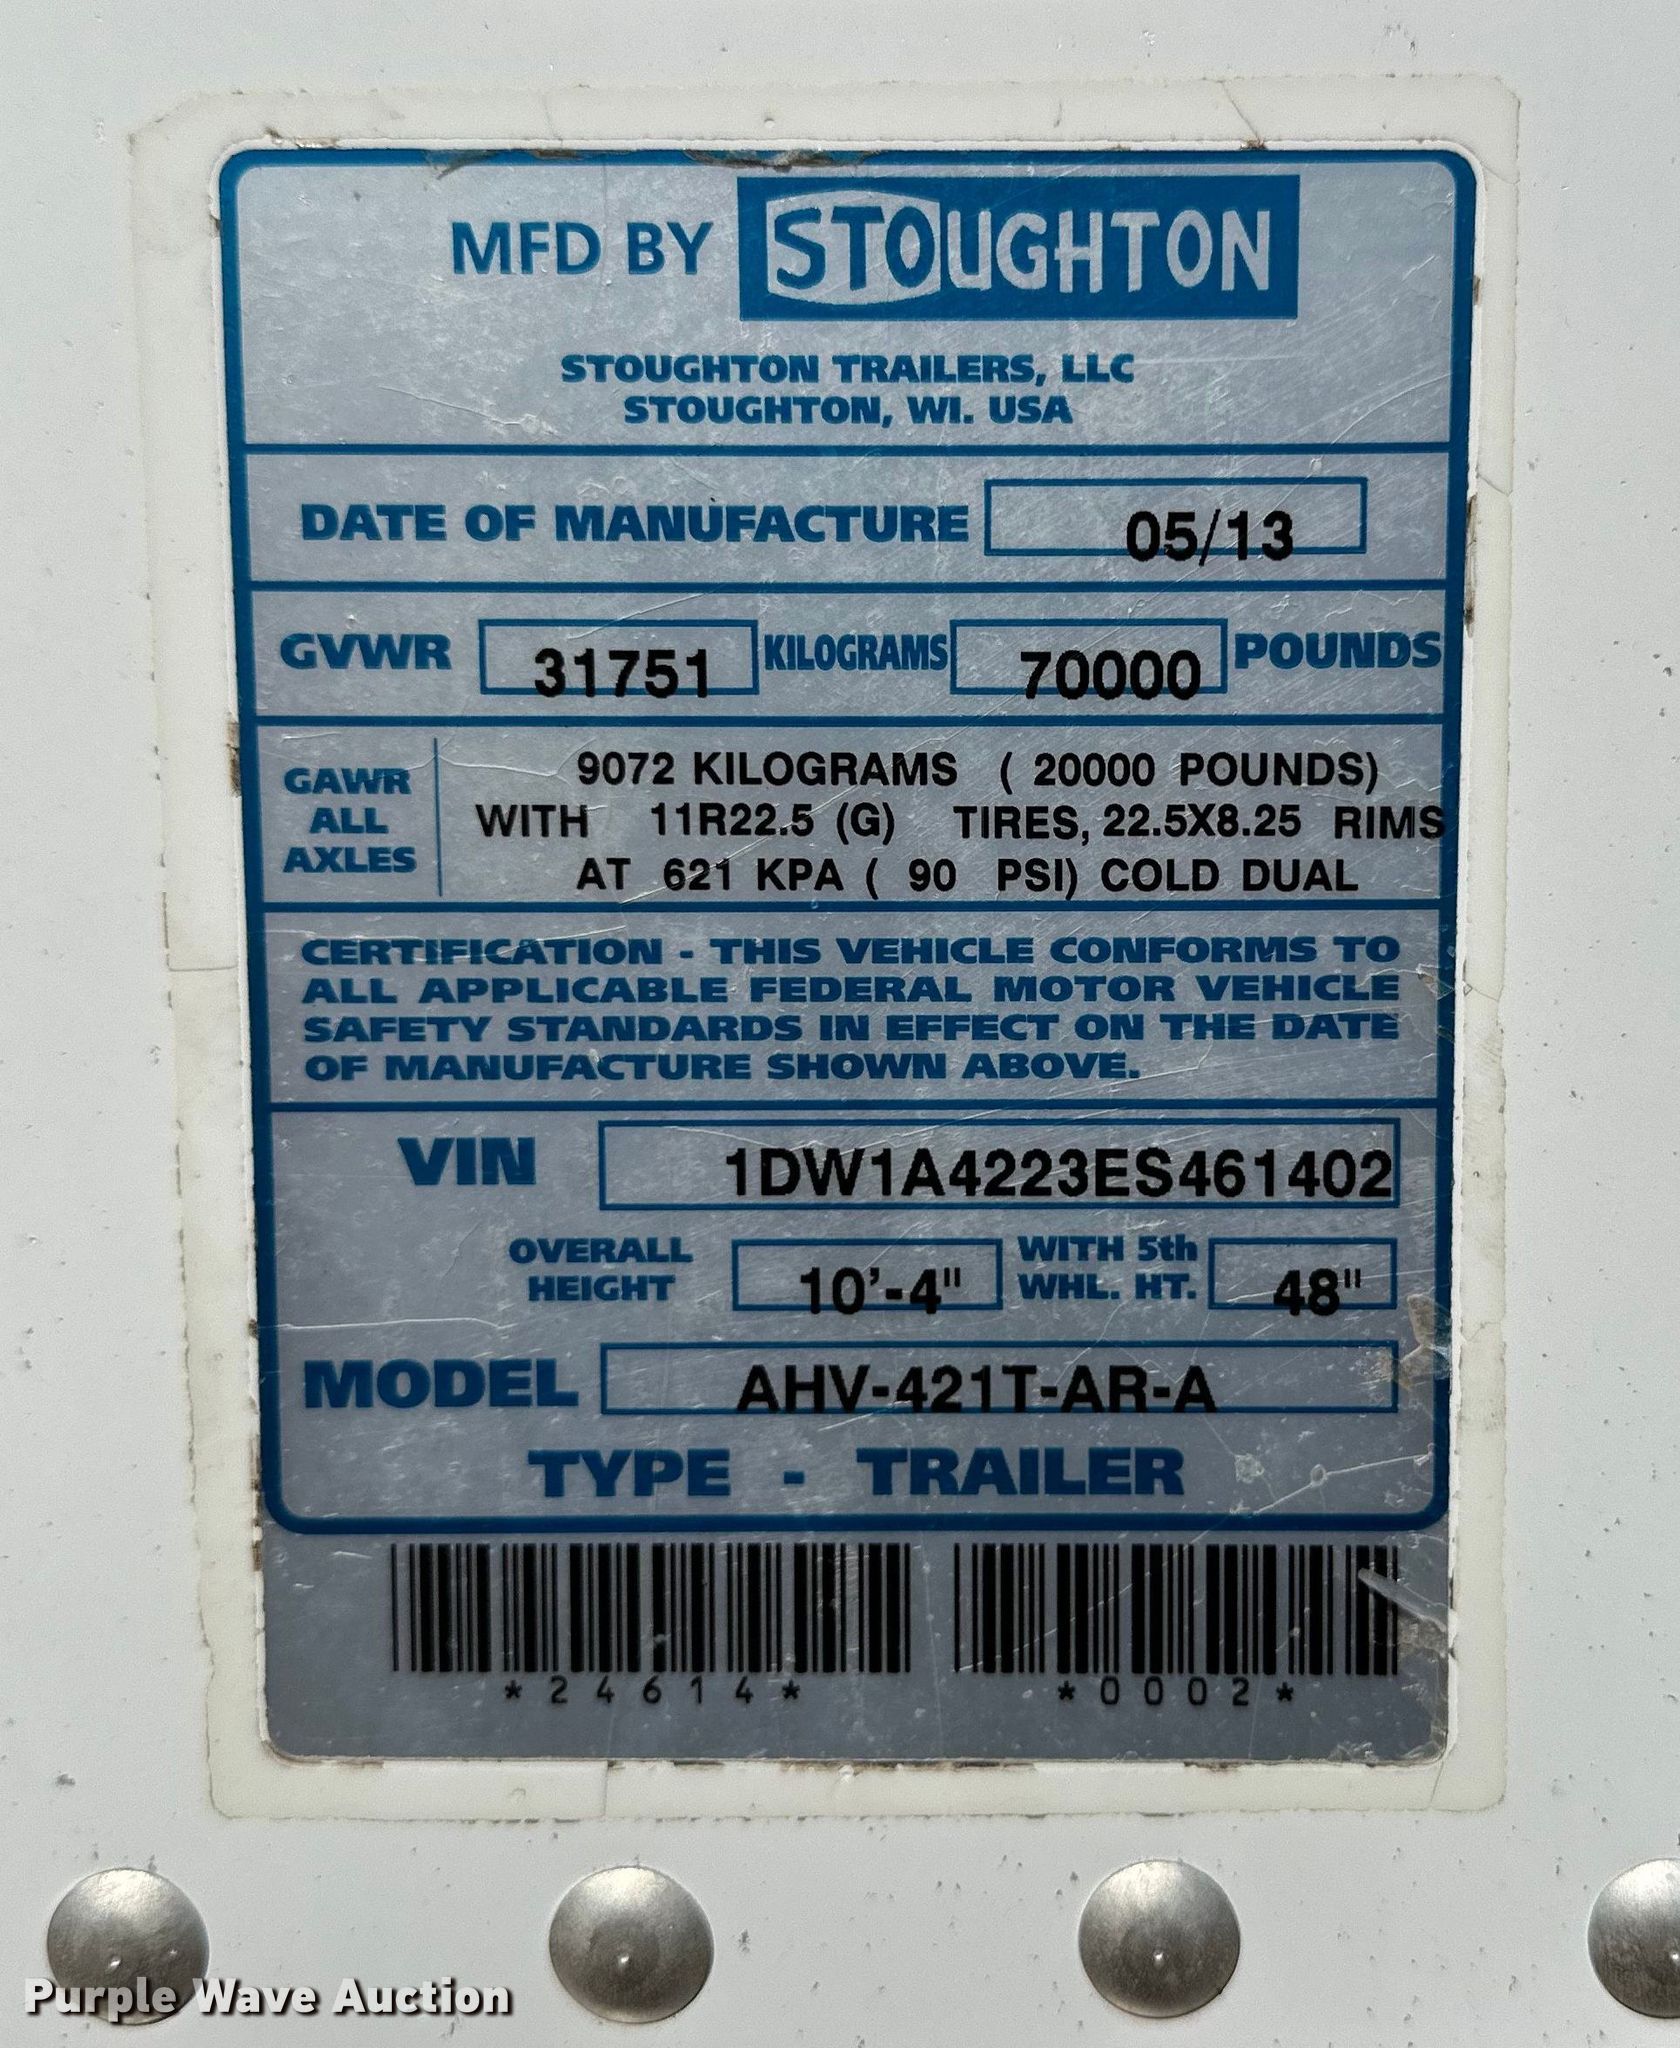 MFD BY STOUGHTON
STOUGHTON TRAILERS, LLC
STOUGHTON, WI. USA
DATE OF MANUFACTURE 05/13
GVWR 31751 KILOGRAMS 70000 POUNDS
GAWR ALL AXLES
9072 KILOGRAMS ( 20000 POUNDS)
WITH 11R22.5 (G) TIRES, 22.5X8.25 RIMS
AT 621 KPA ( 90 PSI) COLD DUAL
CERTIFICATION - THIS VEHICLE CONFORMS TO
ALL APPLICABLE FEDERAL MOTOR VEHICLE
SAFETY STANDARDS IN EFFECT ON THE DATE
OF MANUFACTURE SHOWN ABOVE.
VIN 1DW1A4223ES461402
OVERALL HEIGHT 10'-4" WITH 5th WHL. HT. 48"
MODEL AHV-421T-AR-A
TYPE - TRAILER
*24614* *0002*
Purple Wave Auction